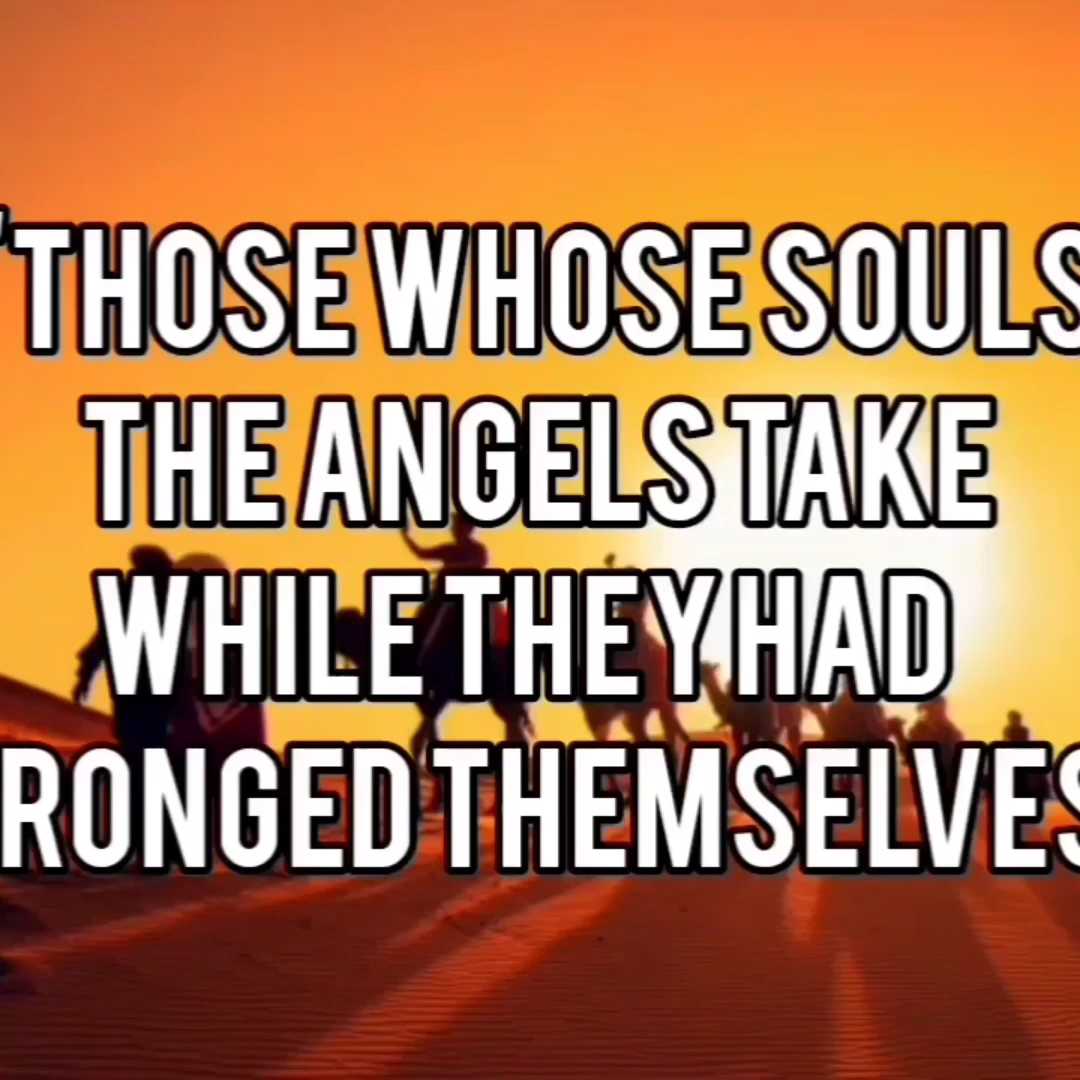 "THOSE WHOSE SOULS
THE ANGELS TAKE
WHILE THEY HAD
RONGED THEMSELVES